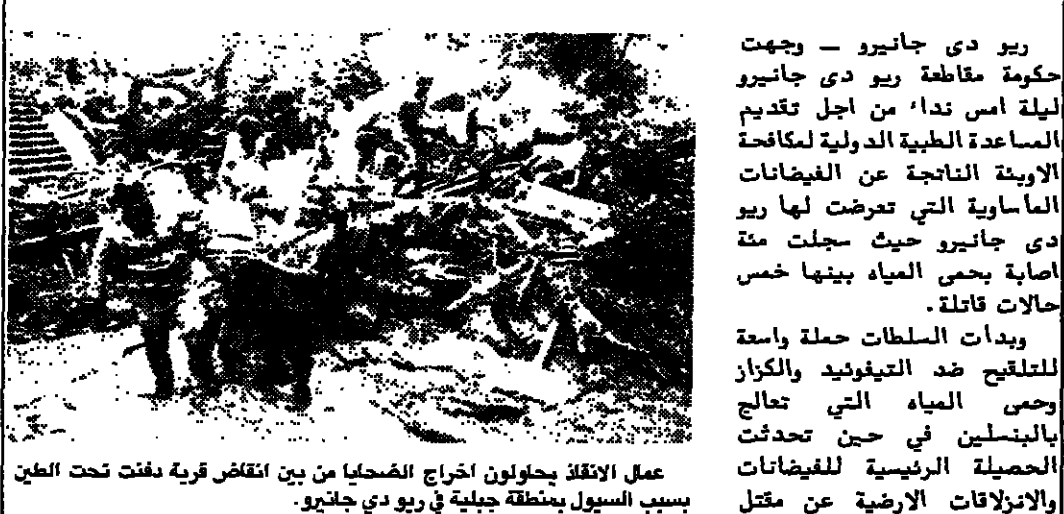 ريو دى جانيرو — وجهت
حكومة مقاطعة ريو دى جانيرو
ليلة امس نداء من اجل تقديم
المساعدة الطبية الدولية لمكافحة
الاوبئة الناتجة عن الفيضانات
المأساوية التي تعرضت لها ريو
دى جانيرو حيث سجلت مئة
اصابة بحمى المياه بينها خمس
حالات قاتلة .
وبدأت السلطات حملة واسعة
للتلقيح ضد التيفوئيد والكزاز
وحمى المياه التي تعالج
بالبنسلين في حين تحدثت
الحصيلة الرئيسية للفيضانات
والانزلاقات الارضية عن مقتل
عمال الانقاذ يحاولون اخراج الضحايا من بين انقاض قرية دفنت تحت الطين
بسبب السيول بمنطقة جبلية في ريو دي جانيرو .